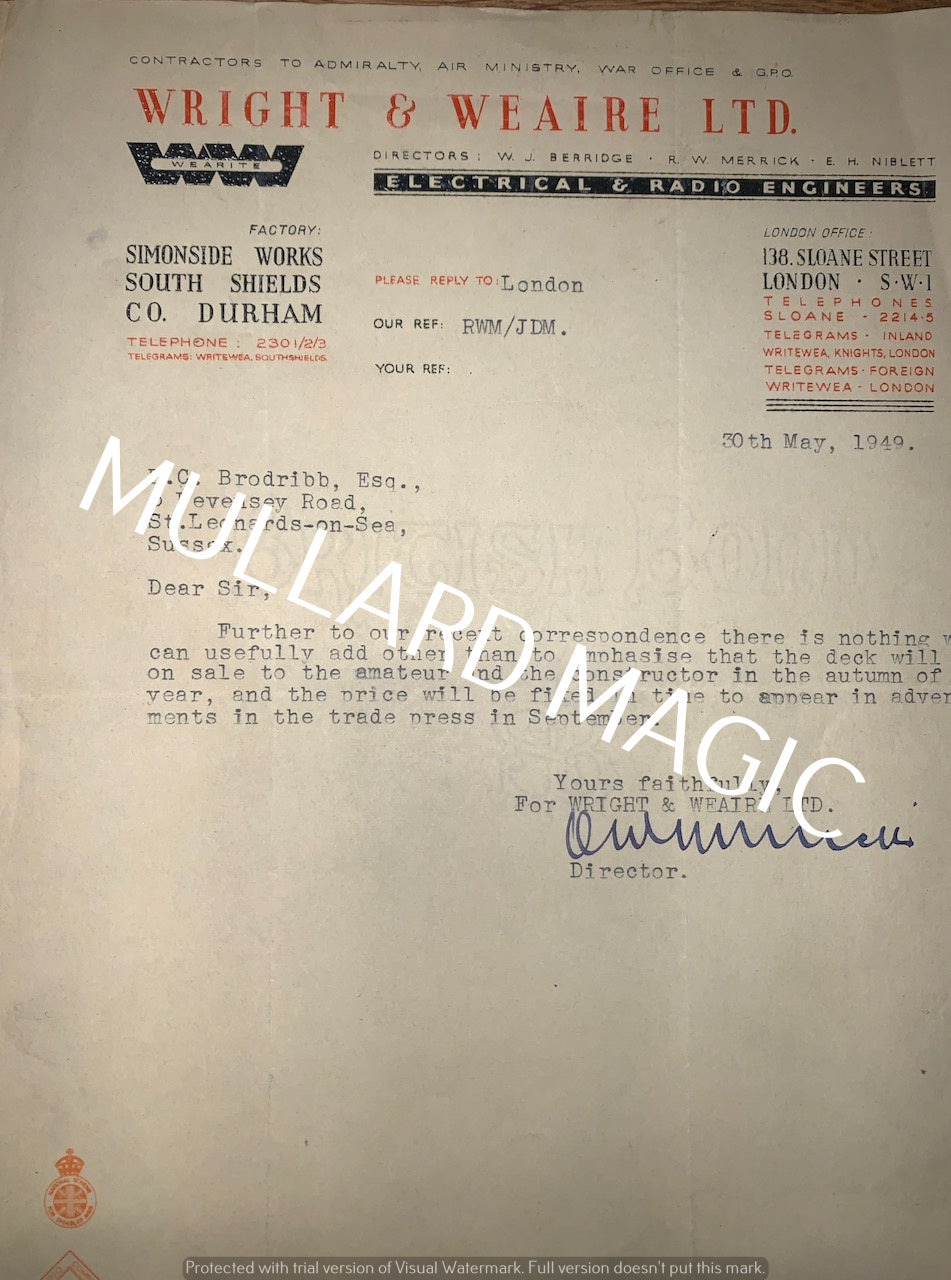 CONTRACTORS TO ADMIRALTY, AIR MINISTRY, WAR OFFICE & G.P.O.
WRIGHT & WEAIRE LTD.
WEARITE
DIRECTORS: W. J. BERRIDGE · R. W. MERRICK · E. H. NIBLETT
ELECTRICAL & RADIO ENGINEERS
FACTORY:
SIMONSIDE WORKS
SOUTH SHIELDS
CO. DURHAM
TELEPHONE: 2301/2/3
TELEGRAMS: WRITEWEA, SOUTHSHIELDS.
PLEASE REPLY TO: London
OUR REF: RWM/JDM.
YOUR REF: .
LONDON OFFICE:
138. SLOANE STREET
LONDON · S·W·1
TELEPHONES
SLOANE - 2214-5
TELEGRAMS · INLAND
WRITEWEA, KNIGHTS, LONDON
TELEGRAMS · FOREIGN
WRITEWEA - LONDON
30th May, 1949.
Brodribb, Esq.,
Road,
St.Leonards-on-Sea,
Sussex.
Dear Sir,
Further to our recent correspondence there is nothing
can usefully add other than to emphasise that the deck will
on sale to the amateur and the constructor in the autumn of
year, and the price will be fixed in time to appear in adver
ments in the trade press in September.
Yours faithfully,
For WRIGHT & WEAIRE LTD.
Director.
MULLARD MAGIC
NATIONAL SCHEME
FOR DISABLED MEN
Protected with trial version of Visual Watermark. Full version doesn't put this mark.